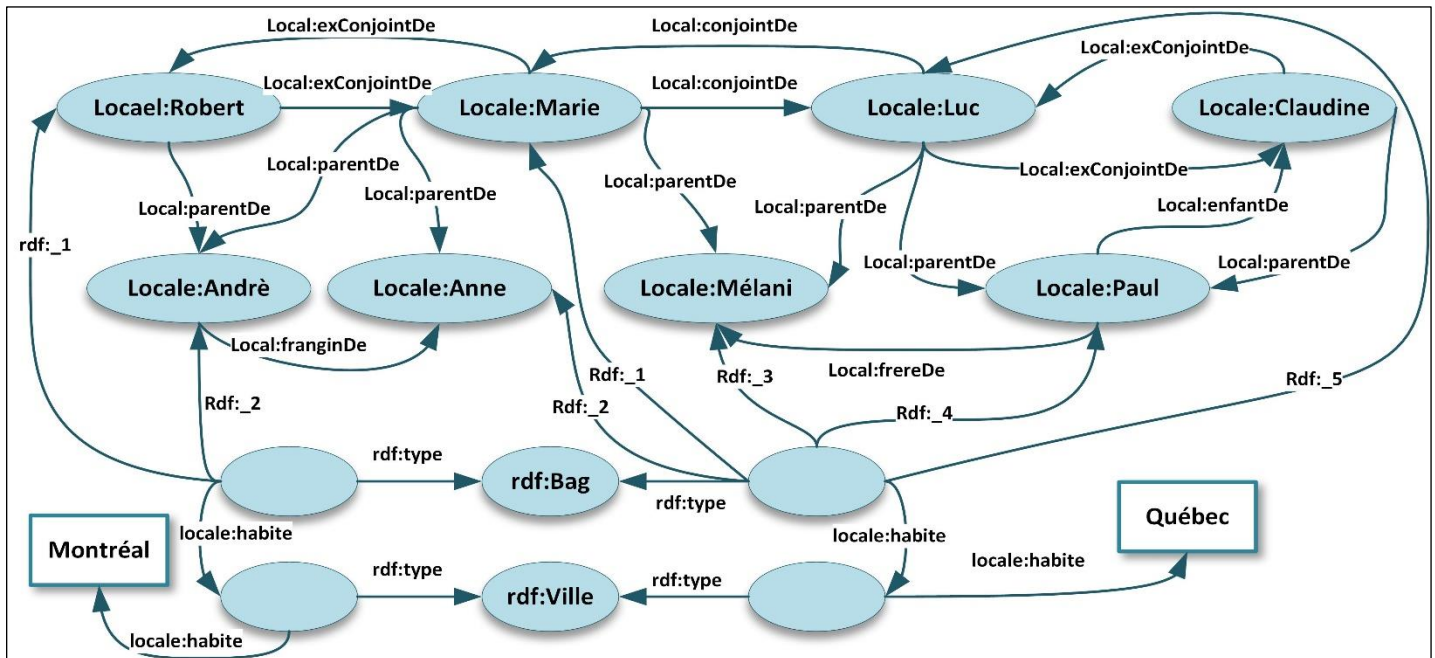 Local:exConjointDe
Local:conjointDe
Local:exConjointDe
Local:exConjointDe
Local:conjointDe
Locael:Robert
Locale:Marie
Locale:Luc
Locale:Claudine
Local:parentDe
Local:exConjointDe
Local:parentDe
Local:parentDe
Local:parentDe
Local:parentDe
Local:enfantDe
Local:parentDe
rdf:_1
Local:parentDe
Local:parentDe
Locale:Andrè
Locale:Anne
Locale:Mélani
Locale:Paul
Local:franginDe
Rdf:_1
Rdf:_3
Local:frereDe
Rdf:_5
Rdf:_2
Rdf:_2
Rdf:_4
rdf:type
rdf:Bag
rdf:type
Québec
locale:habite
locale:habite
Montréal
locale:habite
rdf:type
rdf:Ville
rdf:type
locale:habite